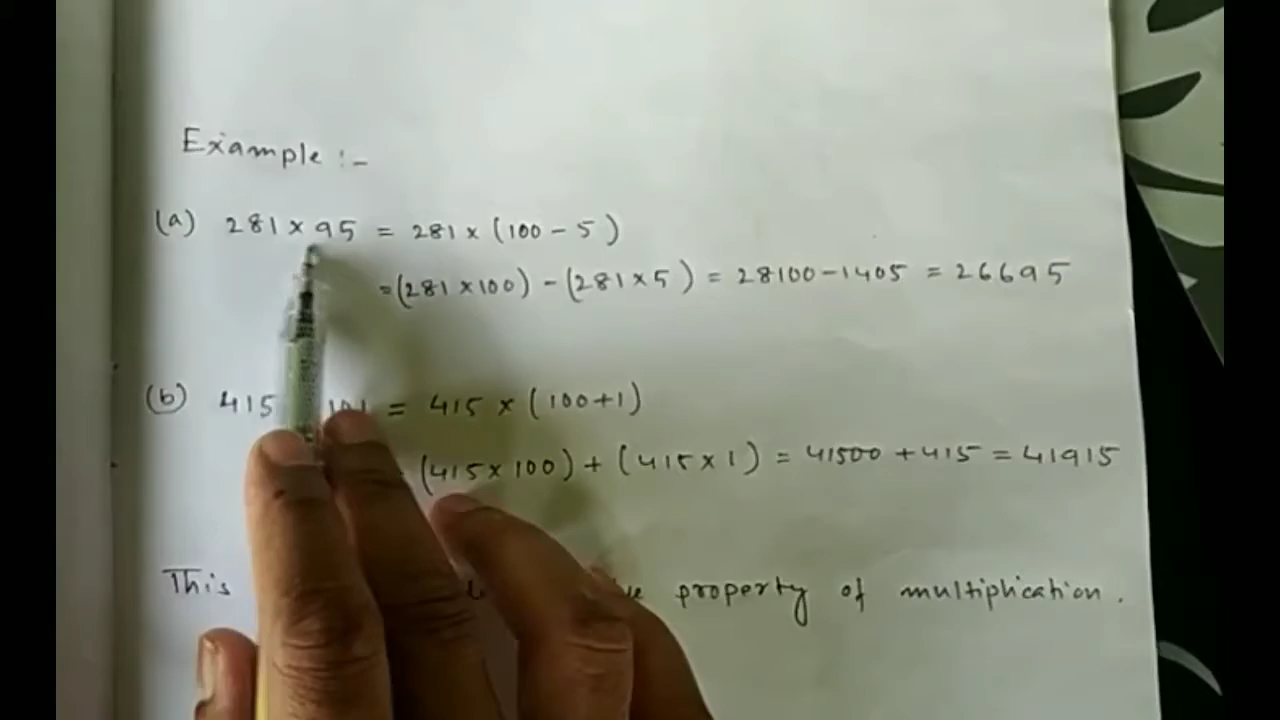 Example :-
(a) 281 × 95 = 281 × (100 - 5)
= (281 × 100) - (281 × 5) = 28100 - 1405 = 26695
(b) 415 101 = 415 × (100+1)
(415 × 100) + (415 × 1) = 41500 + 415 = 41915
This property of multiplication.